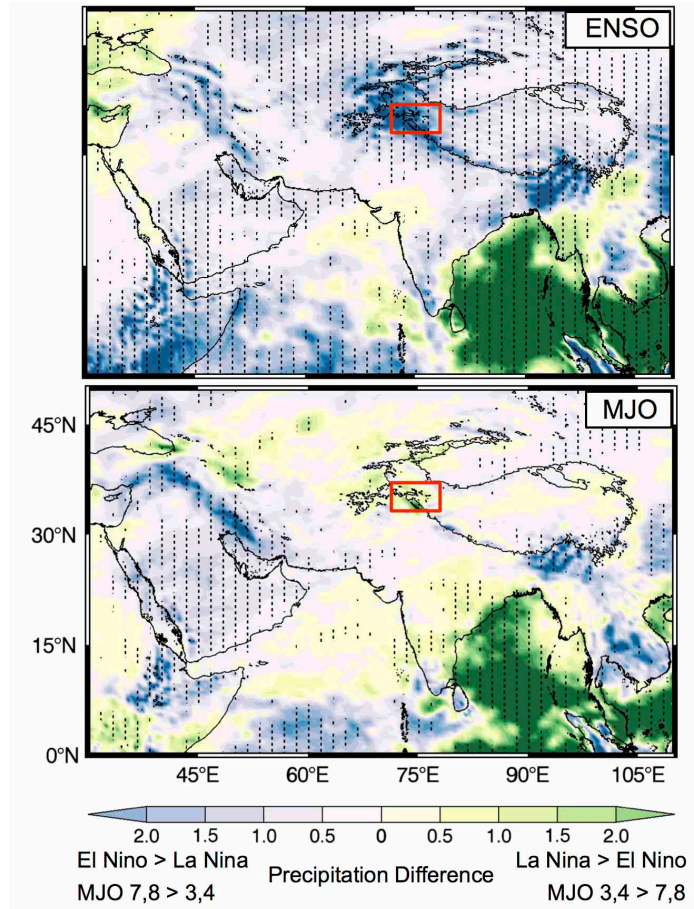 ENSO
MJO
45°N
30°N
15°N
0°N
45°E 60°E 75°E 90°E 105°E
2.0 1.5 1.0 0.5 0 0.5 1.0 1.5 2.0
El Nino > La Nina Precipitation Difference La Nina > El Nino
MJO 7,8 > 3,4 MJO 3,4 > 7,8